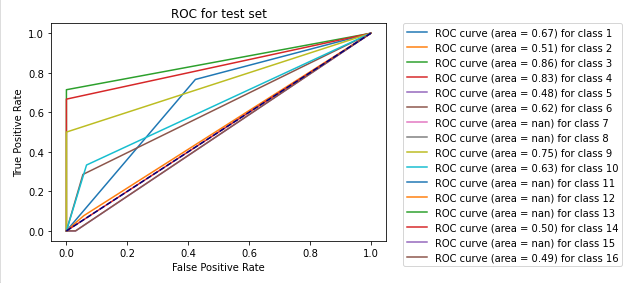 ROC for test set
1.0
0.8
0.6
0.4
0.2
0.0
True Positive Rate
0.0 0.2 0.4 0.6 0.8 1.0
False Positive Rate
ROC curve (area = 0.67) for class 1
ROC curve (area = 0.51) for class 2
ROC curve (area = 0.86) for class 3
ROC curve (area = 0.83) for class 4
ROC curve (area = 0.48) for class 5
ROC curve (area = 0.62) for class 6
ROC curve (area = nan) for class 7
ROC curve (area = nan) for class 8
ROC curve (area = 0.75) for class 9
ROC curve (area = 0.63) for class 10
ROC curve (area = nan) for class 11
ROC curve (area = nan) for class 12
ROC curve (area = nan) for class 13
ROC curve (area = 0.50) for class 14
ROC curve (area = nan) for class 15
ROC curve (area = 0.49) for class 16